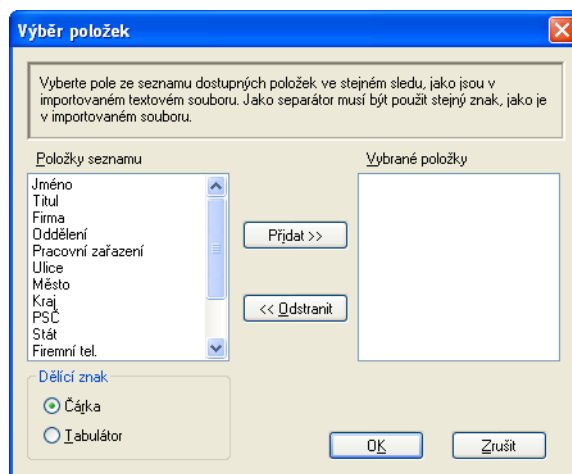 Výběr položek
Vyberte pole ze seznamu dostupných položek ve stejném sledu, jako jsou v
importovaném textovém souboru. Jako separátor musí být použit stejný znak, jako je
v importovaném souboru.
Položky seznamu
Vybrané položky
Jméno
Titul
Firma
Oddělení
Pracovní zařazení
Ulice
Město
Kraj
PSČ
Stát
Firemní tel.
Přidat >>
<< Odstranit
Dělící znak
Čárka
Tabulátor
OK
Zrušit